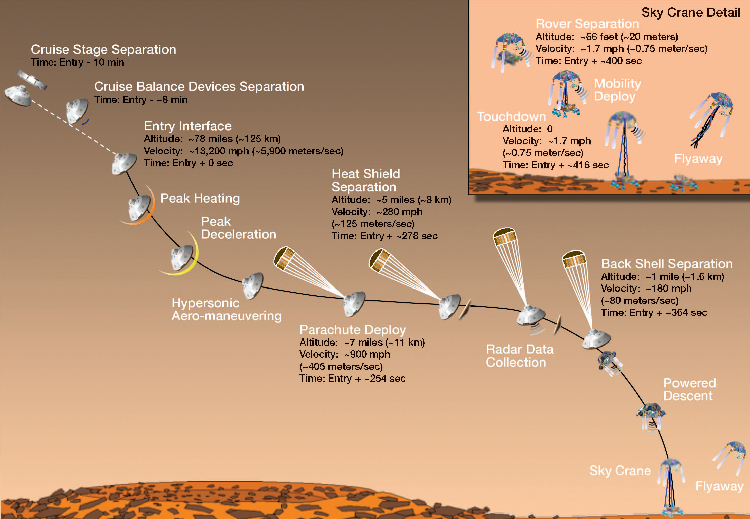 Sky Crane Detail
Rover Separation
Altitude: ~66 feet (~20 meters)
Velocity: ~1.7 mph (~0.75 meter/sec)
Time: Entry + ~400 sec
Mobility
Deploy
Touchdown
Altitude: 0
Velocity: ~1.7 mph
(~0.75 meter/sec)
Time: Entry + ~416 sec
Flyaway
Cruise Stage Separation
Time: Entry - 10 min
Cruise Balance Devices Separation
Time: Entry - ~8 min
Entry Interface
Altitude: ~78 miles (~125 km)
Velocity: ~13,200 mph (~5,900 meters/sec)
Time: Entry + 0 sec
Peak Heating
Peak
Deceleration
Hypersonic
Aero-maneuvering
Heat Shield
Separation
Altitude: ~5 miles (~8 km)
Velocity: ~280 mph
(~125 meters/sec)
Time: Entry + ~278 sec
Parachute Deploy
Altitude: ~7 miles (~11 km)
Velocity: ~900 mph
(~405 meters/sec)
Time: Entry + ~254 sec
Radar Data
Collection
Back Shell Separation
Altitude: ~1 mile (~1.6 km)
Velocity: ~180 mph
(~80 meters/sec)
Time: Entry + ~364 sec
Powered
Descent
Sky Crane
Flyaway